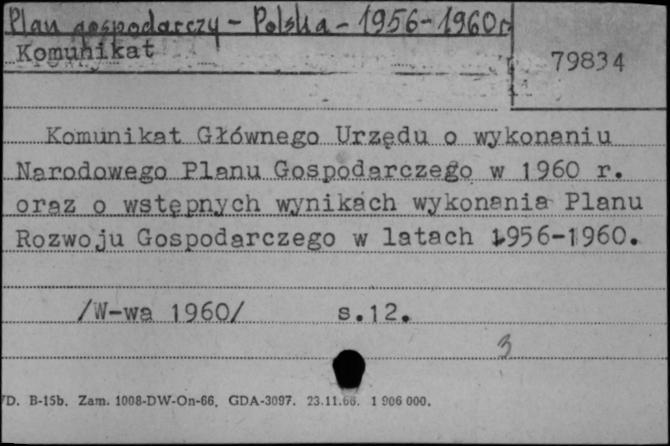 Plan gospodarczy - Polska - 1956-1960 r.
Komunikat
79834
Komunikat Głównego Urzędu o wykonaniu
Narodowego Planu Gospodarczego w 1960 r.
oraz o wstępnych wynikach wykonania Planu
Rozwoju Gospodarczego w latach 1956-1960.
/W-wa 1960/ s.12.
3
D. B-15b. Zam. 1008-DW-On-66. GDA-3097. 23.11.66. 1 906 000.